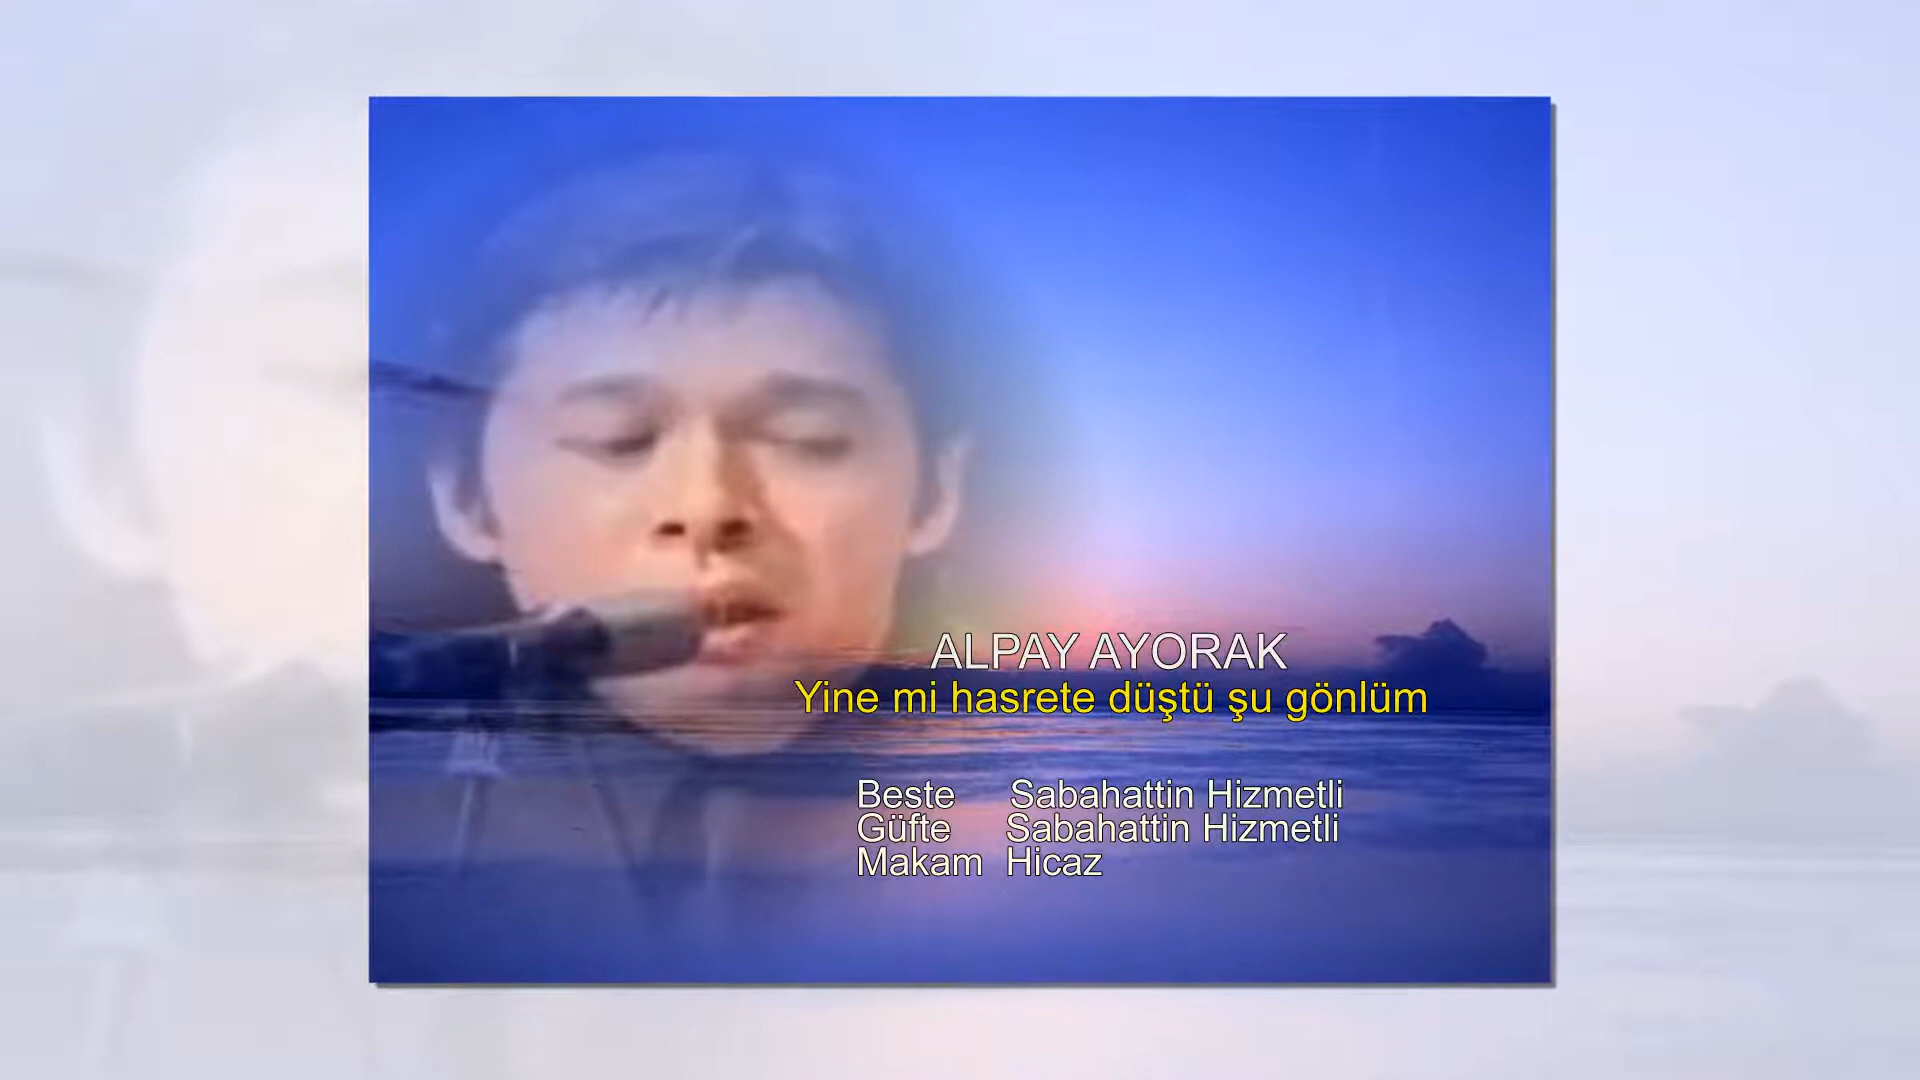 ALPAY AYORAK
Yine mi hasrete düştü şu gönlüm
Beste Sabahattin Hizmetli
Güfte Sabahattin Hizmetli
Makam Hicaz